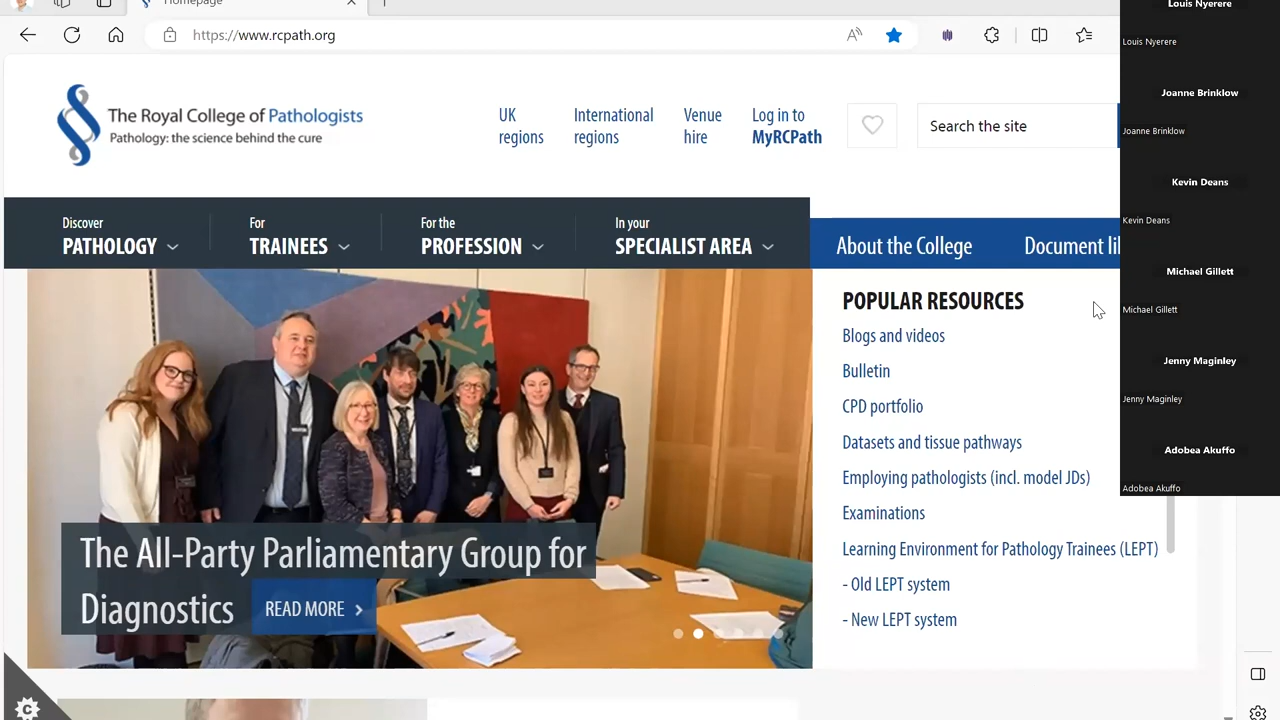 Homepage
https://www.rcpath.org
The Royal College of Pathologists
Pathology: the science behind the cure
UK
regions
International
regions
Venue
hire
Log in to
MyRCPath
Search the site
Discover
PATHOLOGY
For
TRAINEES
For the
PROFESSION
In your
SPECIALIST AREA
About the College
Document li
The All-Party Parliamentary Group for
Diagnostics
READ MORE
POPULAR RESOURCES
Blogs and videos
Bulletin
CPD portfolio
Datasets and tissue pathways
Employing pathologists (incl. model JDs)
Examinations
Learning Environment for Pathology Trainees (LEPT)
- Old LEPT system
- New LEPT system
Louis Nyerere
Louis Nyerere
Joanne Brinklow
Joanne Brinklow
Kevin Deans
Kevin Deans
Michael Gillett
Michael Gillett
Jenny Maginley
Jenny Maginley
Adobea Akuffo
Adobea Akuffo